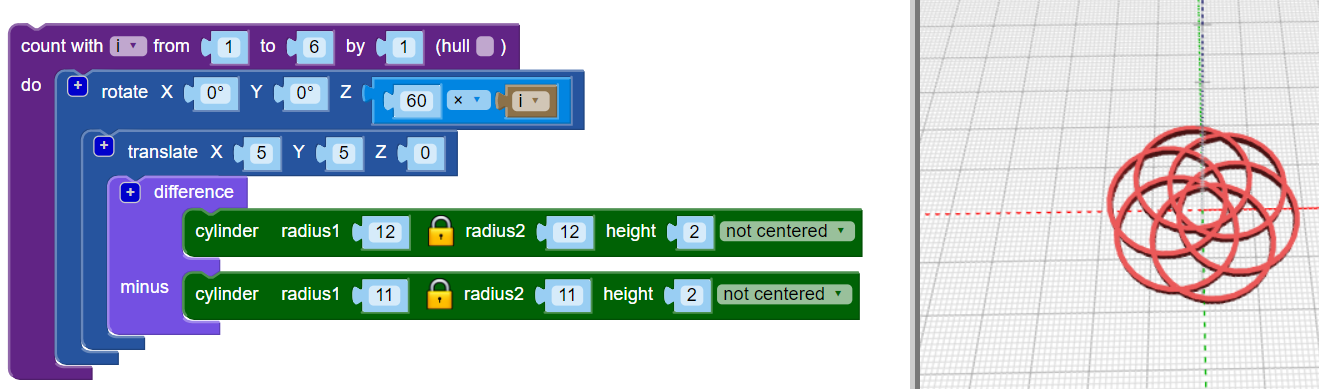 count with i ▾ from 1 to 6 by 1 (hull )
do + rotate X 0° Y 0° Z 60 × ▾ i ▾
+ translate X 5 Y 5 Z 0
+ difference
cylinder radius1 12 radius2 12 height 2 not centered ▾
minus cylinder radius1 11 radius2 11 height 2 not centered ▾